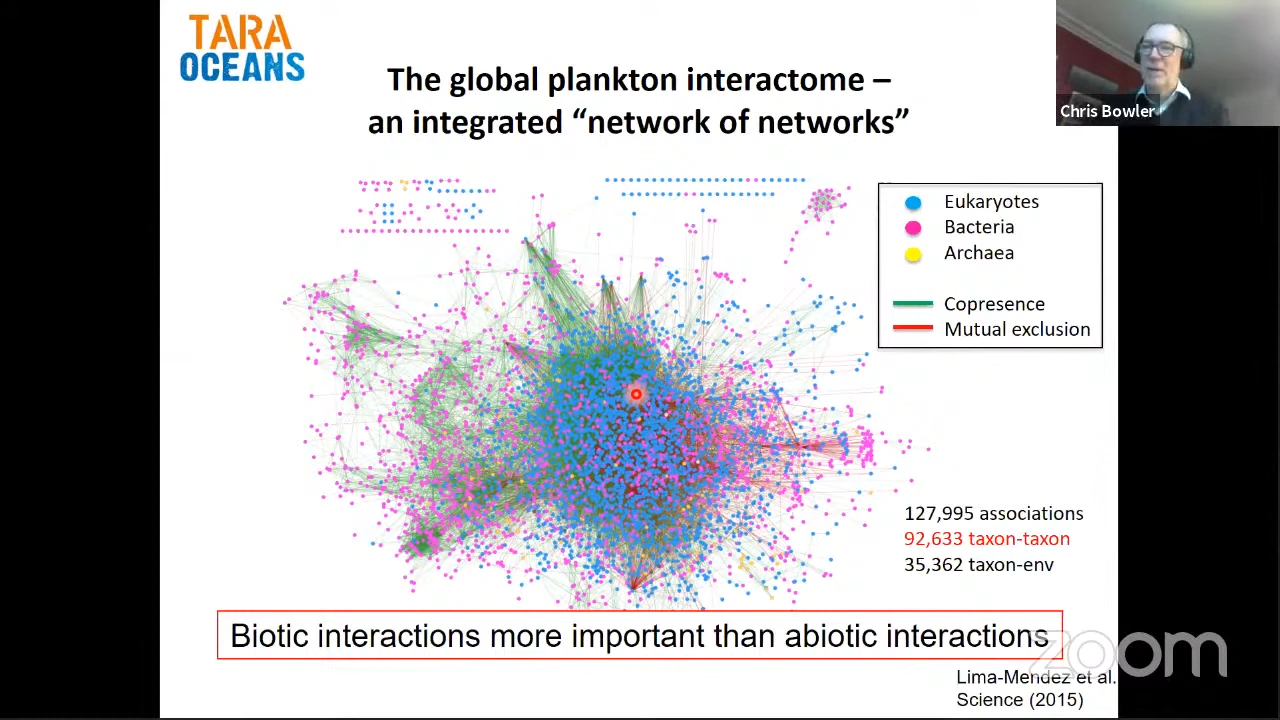 TARA
OCEANS
The global plankton interactome –
an integrated “network of networks”
Chris Bowler
Eukaryotes
Bacteria
Archaea
Copresence
Mutual exclusion
127,995 associations
92,633 taxon-taxon
35,362 taxon-env
Biotic interactions more important than abiotic interactions
zoom
Lima-Mendez et al.
Science (2015)